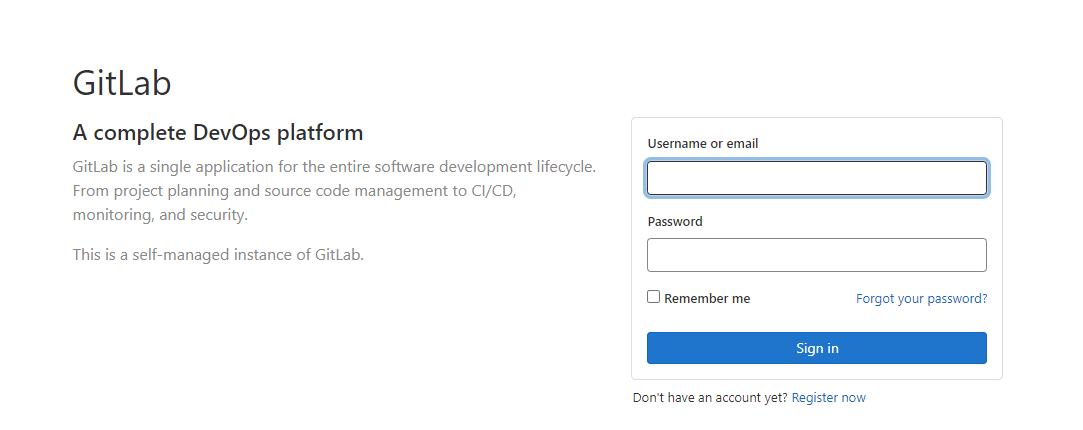 GitLab
A complete DevOps platform
GitLab is a single application for the entire software development lifecycle.
From project planning and source code management to CI/CD,
monitoring, and security.
This is a self-managed instance of GitLab.
Username or email
Password
Remember me
Forgot your password?
Sign in
Don't have an account yet? Register now